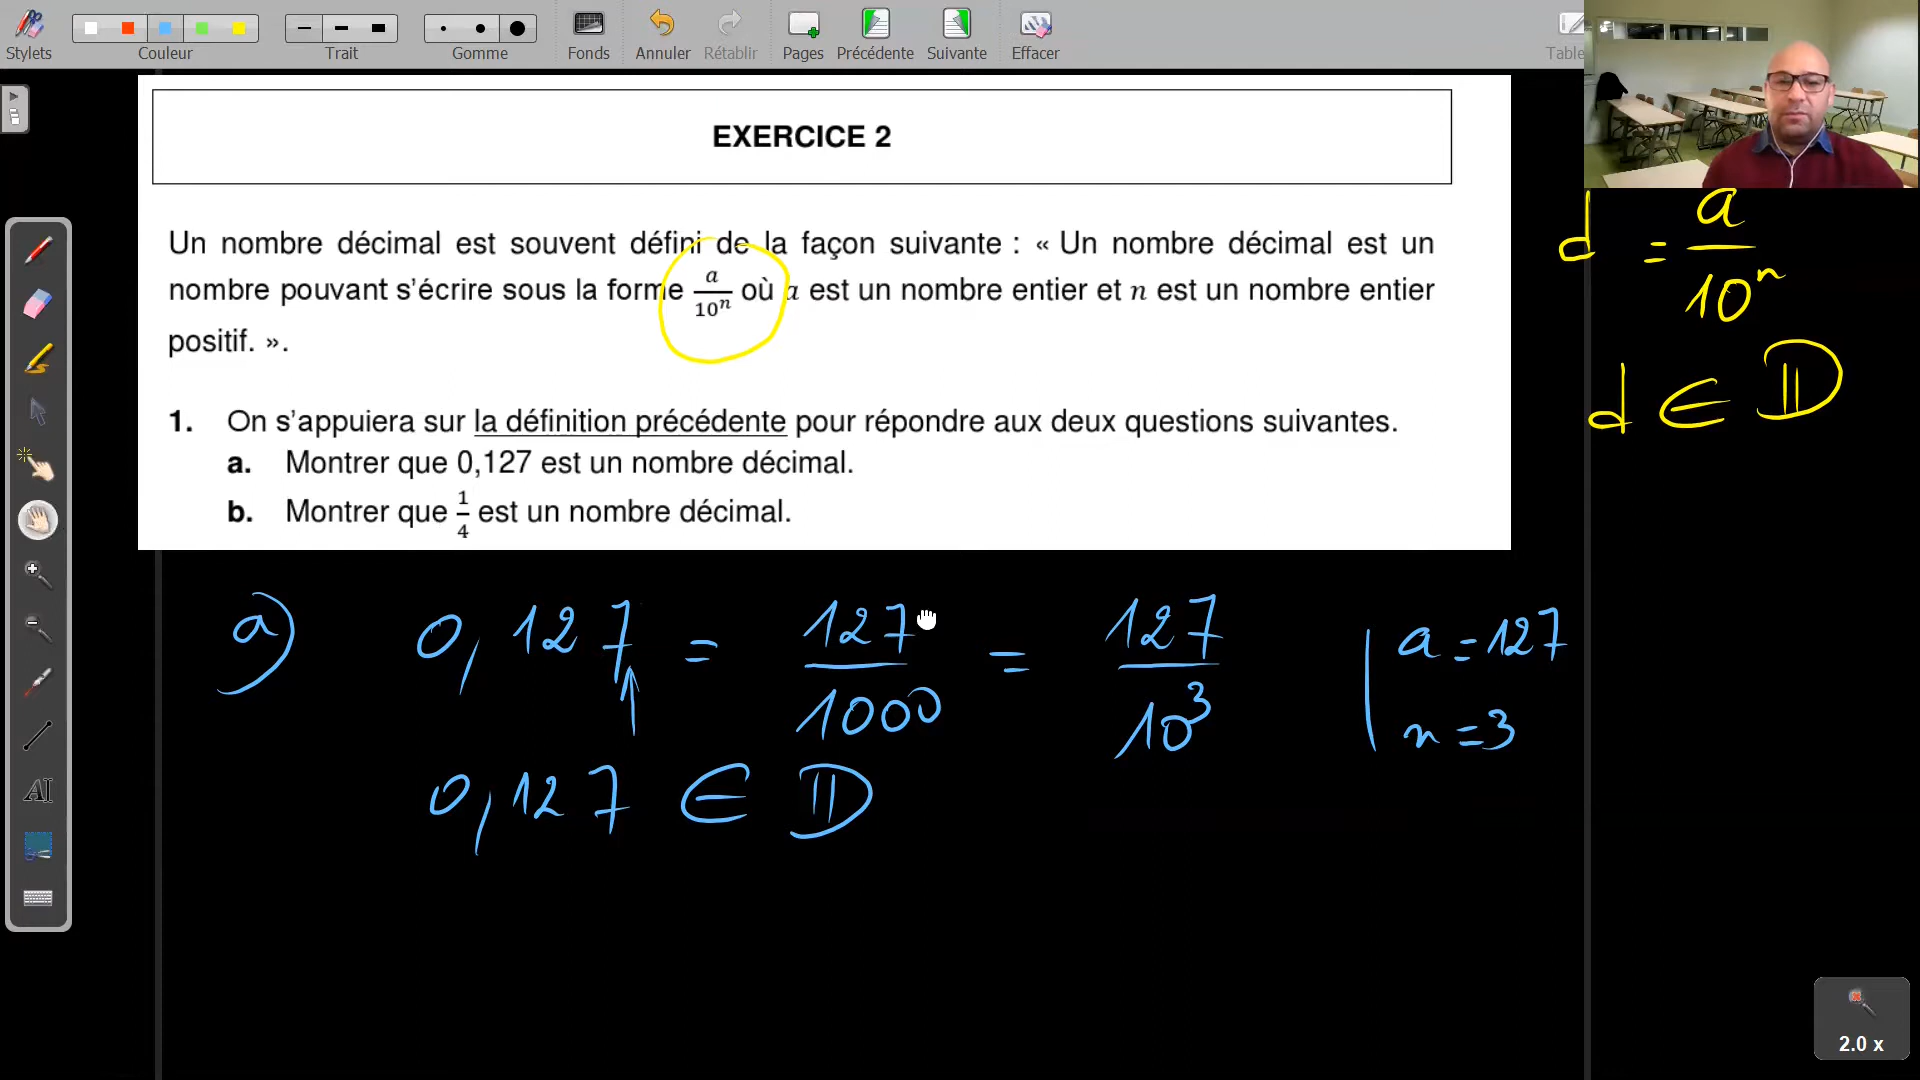 Stylets Couleur Trait Gomme Fonds Annuler Rétablir Pages Précédente Suivante Effacer Table
EXERCICE 2
Un nombre décimal est souvent défini de la façon suivante : « Un nombre décimal est un
nombre pouvant s'écrire sous la forme a/10ⁿ où a est un nombre entier et n est un nombre entier
positif. ».
1. On s'appuiera sur la définition précédente pour répondre aux deux questions suivantes.
a. Montrer que 0,127 est un nombre décimal.
b. Montrer que 1/4 est un nombre décimal.
d = a/10ⁿ
d ∈ 𝔻
a) 0,127 = 127/1000 = 127/10³ | a = 127
n = 3
0,127 ∈ 𝔻
2.0 x